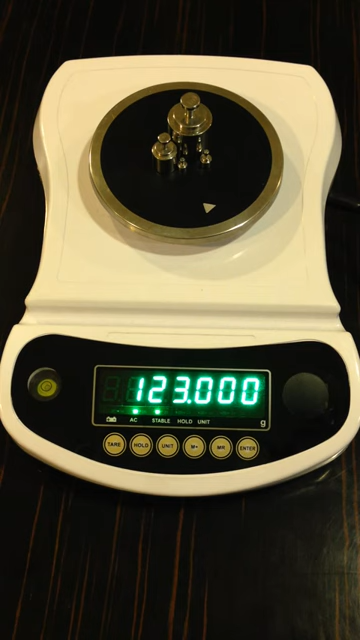 123.000
AC STABLE HOLD UNIT g
TARE HOLD UNIT M+ MR ENTER